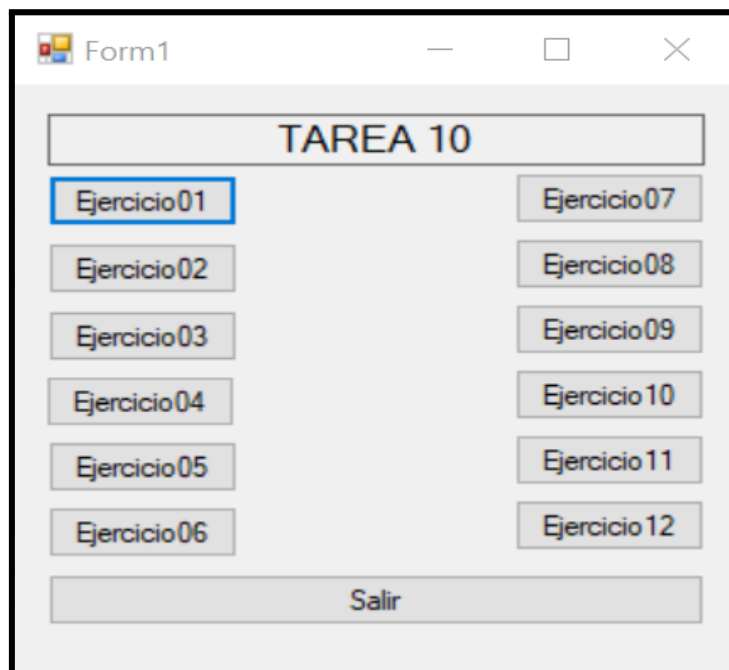 Form1
TAREA 10
Ejercicio01
Ejercicio02
Ejercicio03
Ejercicio04
Ejercicio05
Ejercicio06
Ejercicio07
Ejercicio08
Ejercicio09
Ejercicio10
Ejercicio11
Ejercicio12
Salir